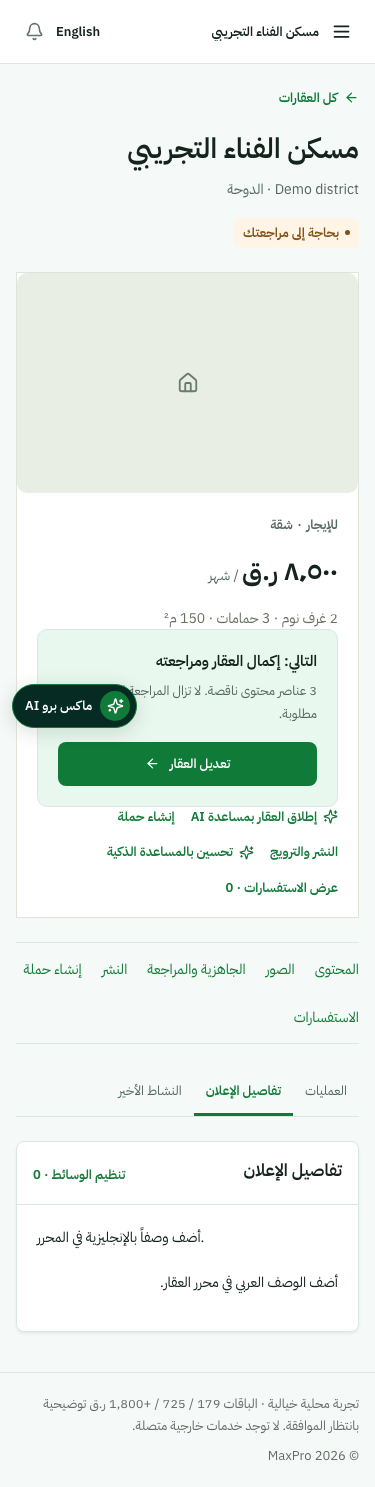 مسكن الفناء التجريبي
English
كل العقارات
مسكن الفناء التجريبي
الدوحة · Demo district
بحاجة إلى مراجعتك
للإيجار · شقة
٨,٥٠٠ ر.ق / شهر
2 غرف نوم · 3 حمامات · 150 م²
التالي: إكمال العقار ومراجعته
3 عناصر محتوى ناقصة. لا تزال المراجعة
مطلوبة.
ماكس برو AI
تعديل العقار
إطلاق العقار بمساعدة AI
إنشاء حملة
النشر والترويج
تحسين بالمساعدة الذكية
عرض الاستفسارات · 0
المحتوى
الصور
الجاهزية والمراجعة
النشر
إنشاء حملة
الاستفسارات
العمليات
تفاصيل الإعلان
النشاط الأخير
تفاصيل الإعلان
تنظيم الوسائط · 0
أضف وصفاً بالإنجليزية في المحرر.
أضف الوصف العربي في محرر العقار.
تجربة محلية خيالية · الباقات 179 / 725 / +1,800 ر.ق توضيحية
بانتظار الموافقة. لا توجد خدمات خارجية متصلة.
© 2026 MaxPro